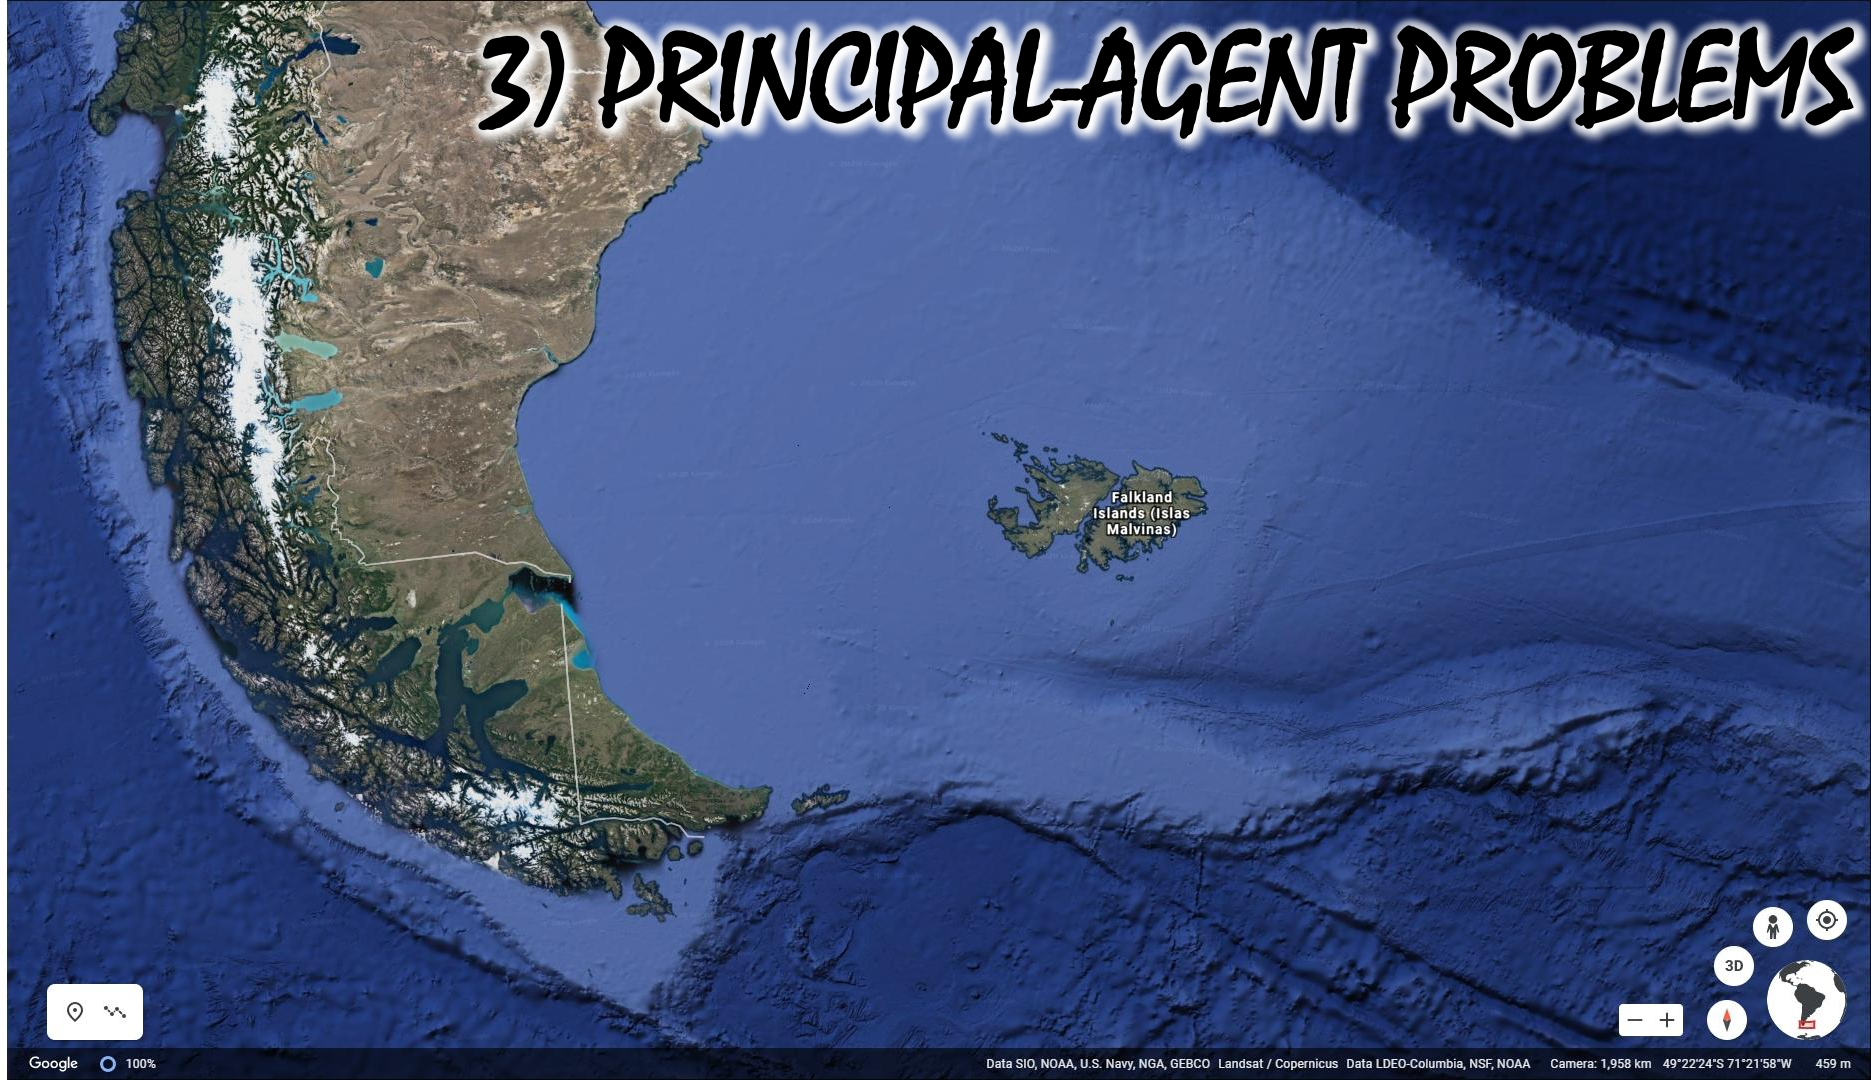 3) PRINCIPAL-AGENT PROBLEMS
Falkland
Islands (Islas
Malvinas)
3D
Google
100%
Data SIO, NOAA, U.S. Navy, NGA, GEBCO Landsat / Copernicus Data LDEO-Columbia, NSF, NOAA Camera: 1,958 km 49°22'24"S 71°21'58"W 459 m